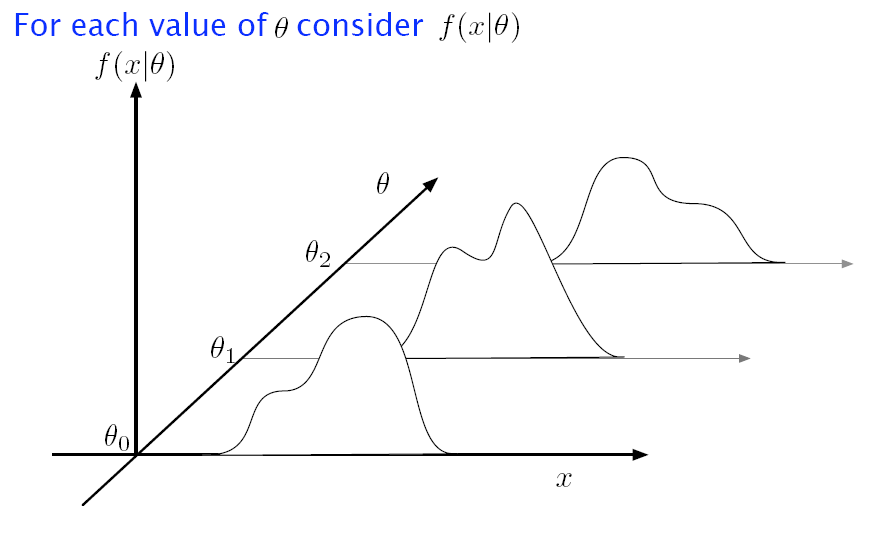 For each value of θ consider f(x|θ)
f(x|θ)
θ
θ₂
θ₁
θ₀
x